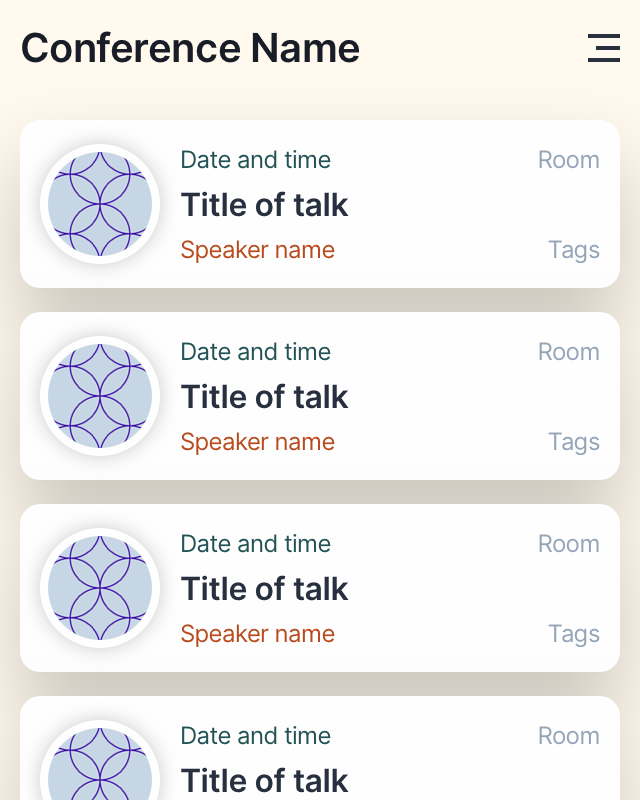 Conference Name
Date and time
Room
Title of talk
Speaker name
Tags
Date and time
Room
Title of talk
Speaker name
Tags
Date and time
Room
Title of talk
Speaker name
Tags
Date and time
Room
Title of talk